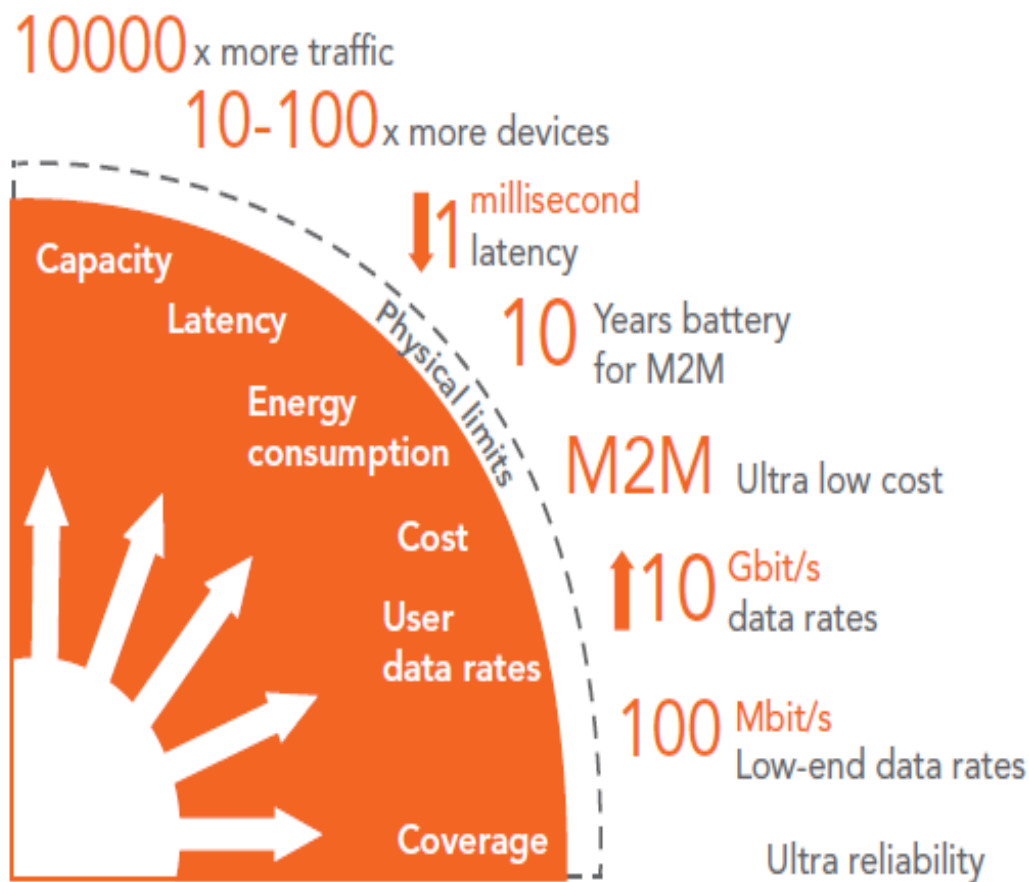 10000 x more traffic
10-100 x more devices
1 millisecond
latency
10 Years battery
for M2M
M2M Ultra low cost
10 Gbit/s
data rates
100 Mbit/s
Low-end data rates
Ultra reliability
Physical limits
Capacity
Latency
Energy
consumption
Cost
User
data rates
Coverage